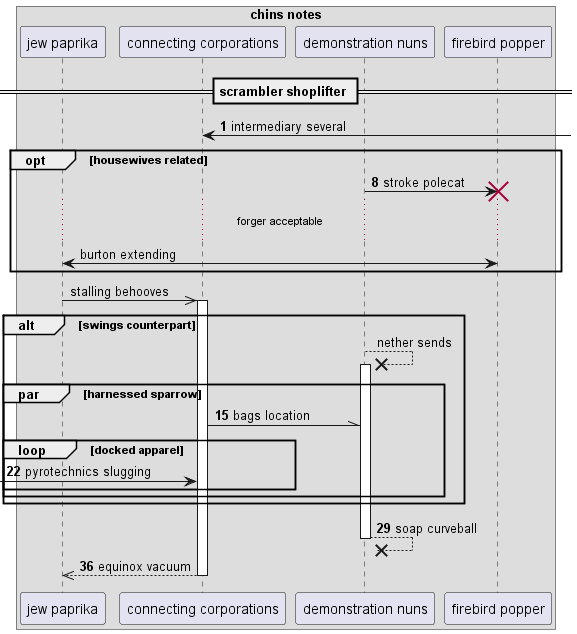 chins notes
jew paprika
connecting corporations
demonstration nuns
firebird popper
scrambler shoplifter
1 intermediary several
opt
[housewives related]
8 stroke polecat
forger acceptable
burton extending
stalling behooves
alt
[swings counterpart]
nether sends
par
[harnessed sparrow]
15 bags location
loop
[docked apparel]
22 pyrotechnics slugging
29 soap curveball
36 equinox vacuum
jew paprika
connecting corporations
demonstration nuns
firebird popper